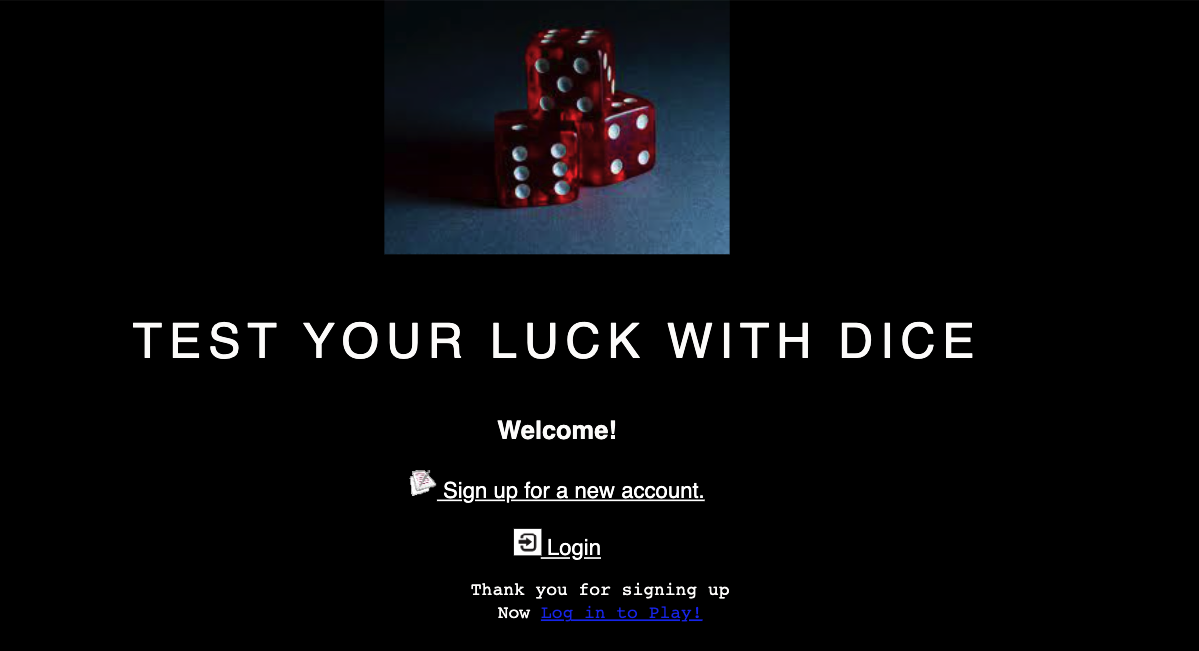 TEST YOUR LUCK WITH DICE
Welcome!
Sign up for a new account.
Login
Thank you for signing up
Now Log in to Play!